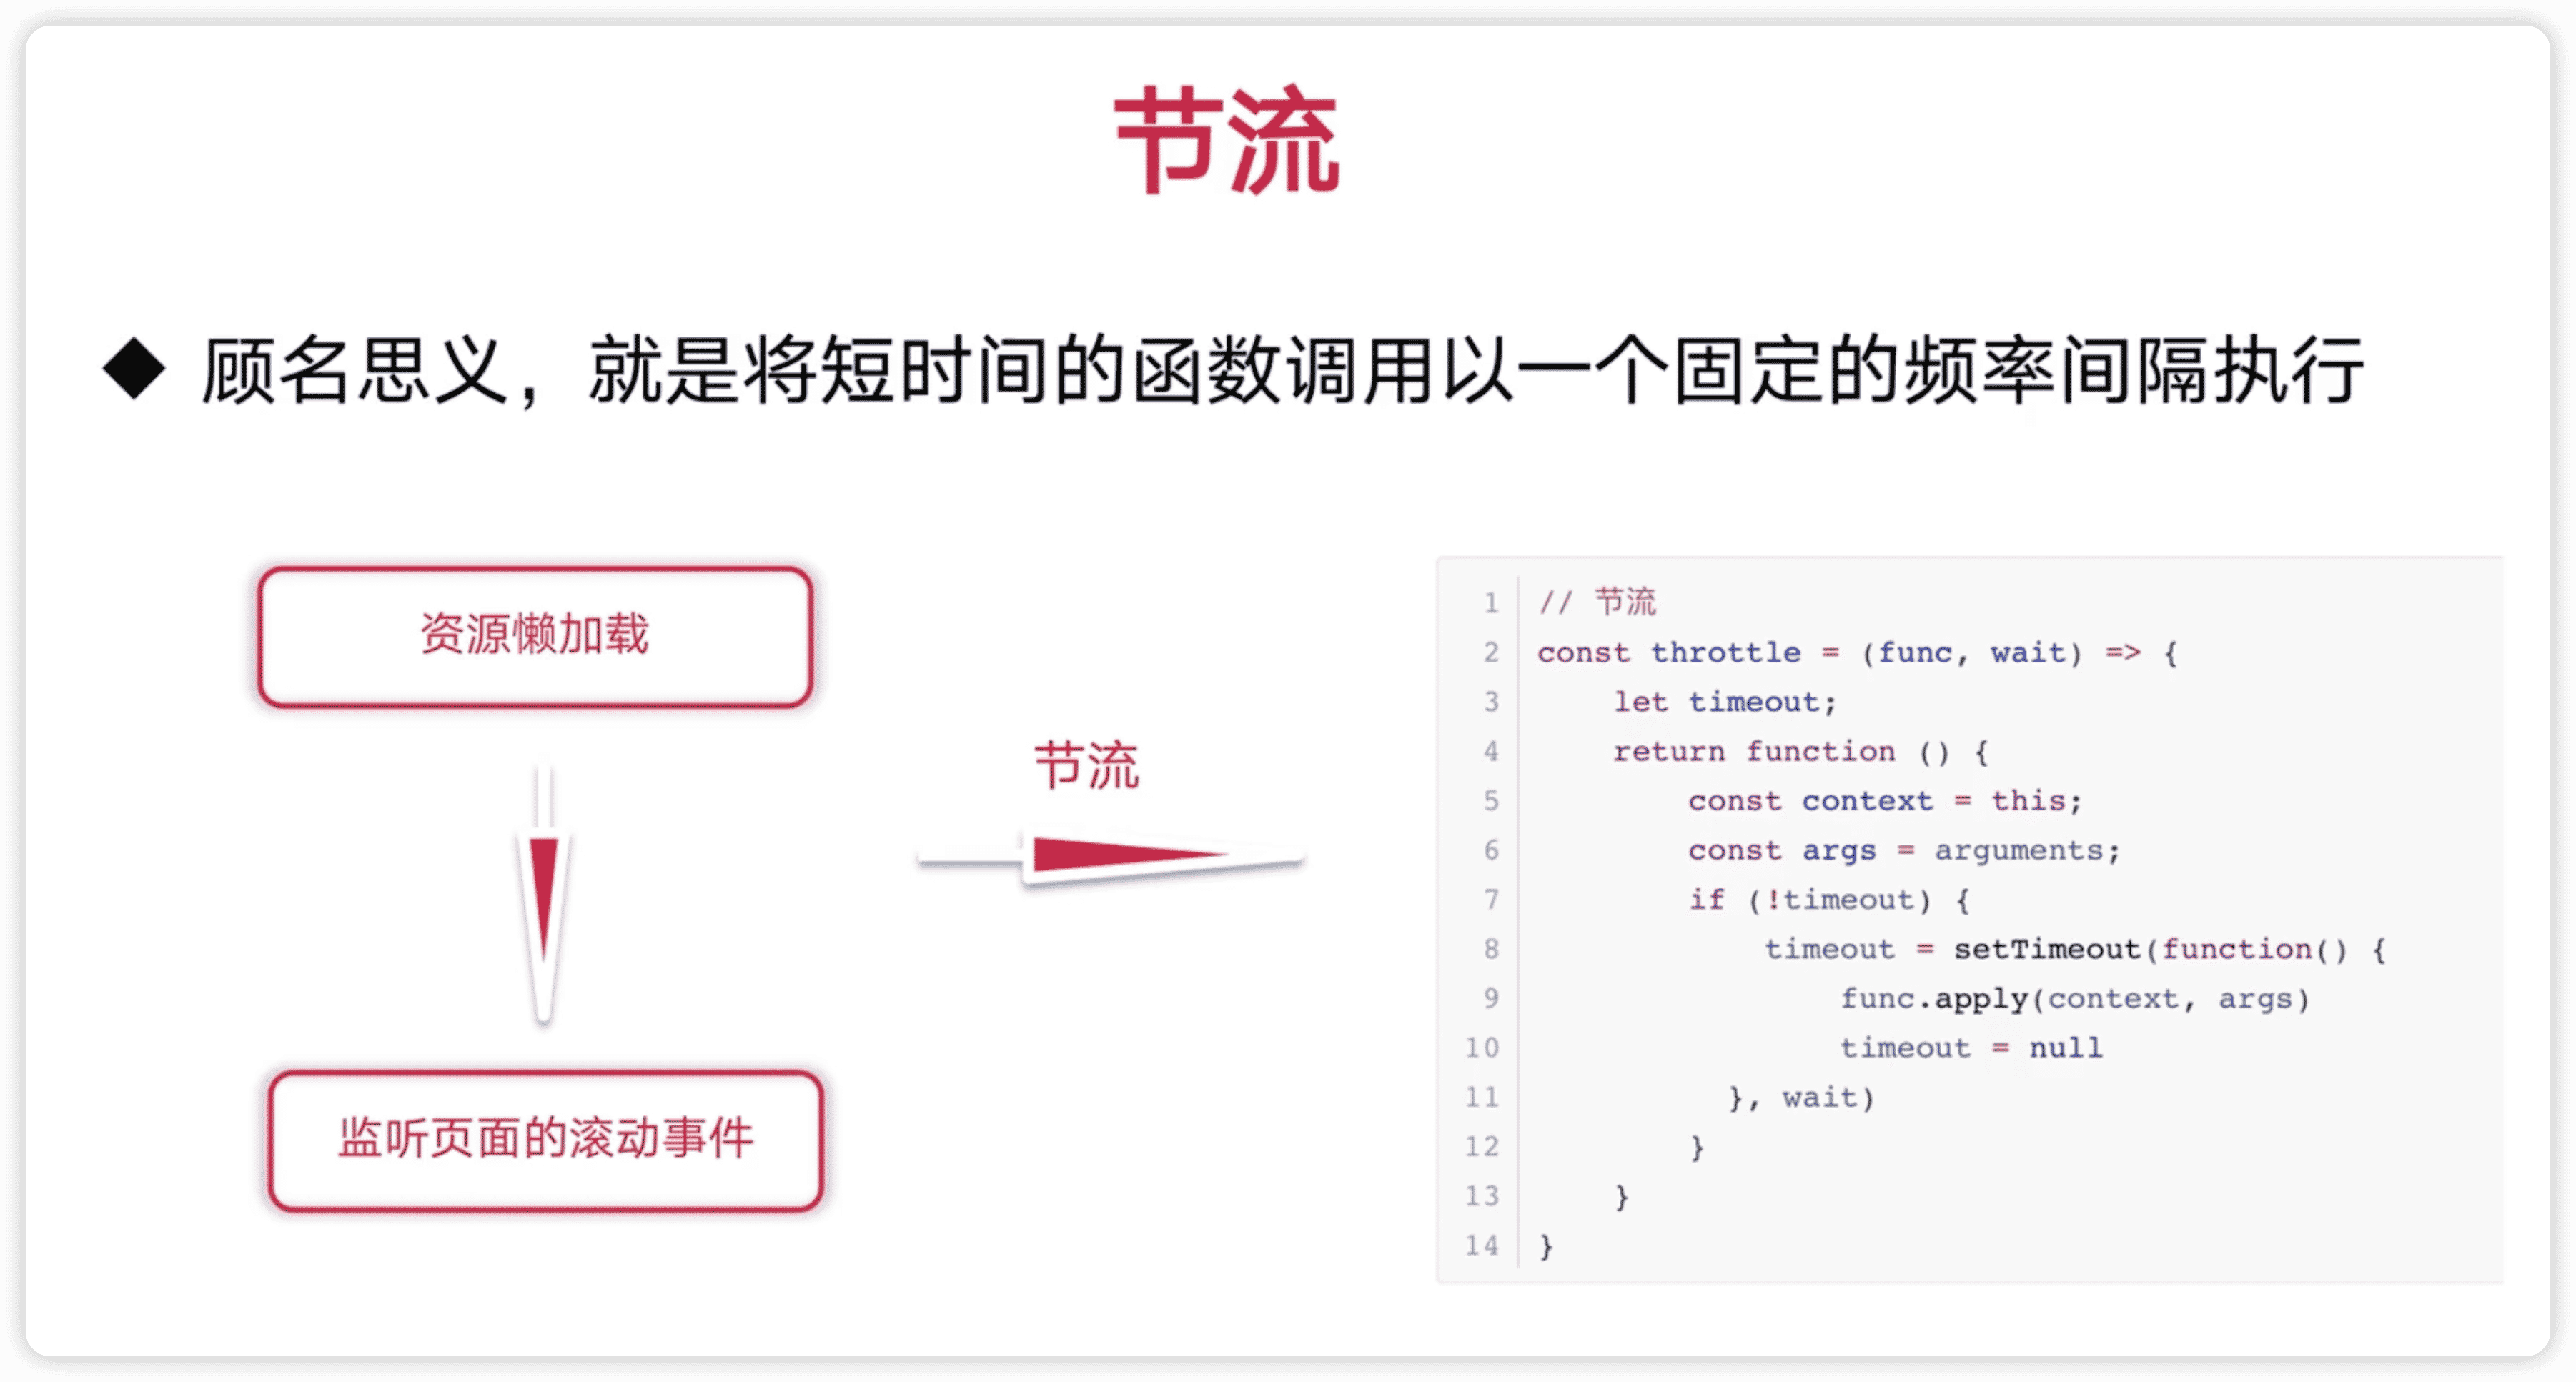 节流
◆ 顾名思义，就是将短时间的函数调用以一个固定的频率间隔执行
资源懒加载
监听页面的滚动事件
节流
1 // 节流
2 const throttle = (func, wait) => {
3     let timeout;
4     return function () {
5         const context = this;
6         const args = arguments;
7         if (!timeout) {
8             timeout = setTimeout(function() {
9                 func.apply(context, args)
10                 timeout = null
11           }, wait)
12         }
13     }
14 }